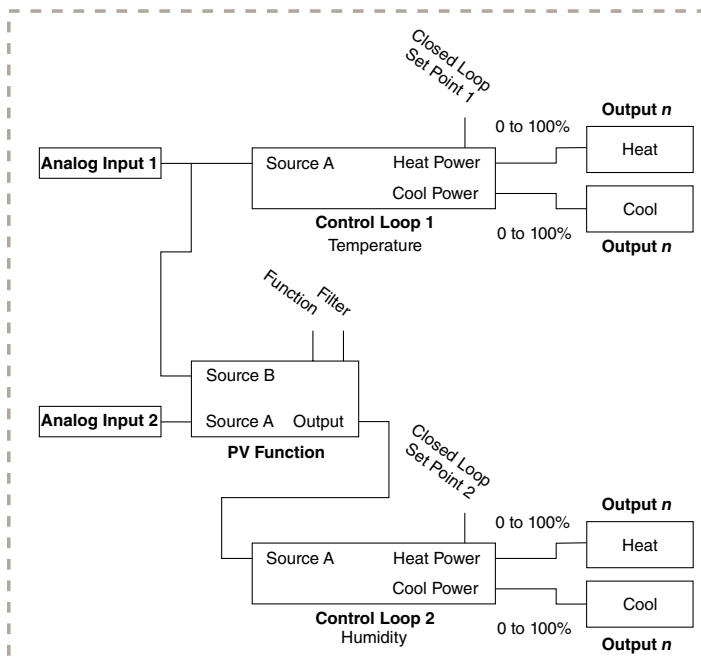 Closed Loop
Set Point 1
Output n
0 to 100%
Analog Input 1
Source A
Heat Power
Heat
Cool Power
Cool
Control Loop 1
0 to 100%
Temperature
Output n
Function
Filter
Source B
Analog Input 2
Source A
Output
PV Function
Closed Loop
Set Point 2
Output n
0 to 100%
Source A
Heat Power
Heat
Cool Power
Cool
Control Loop 2
Humidity
0 to 100%
Output n